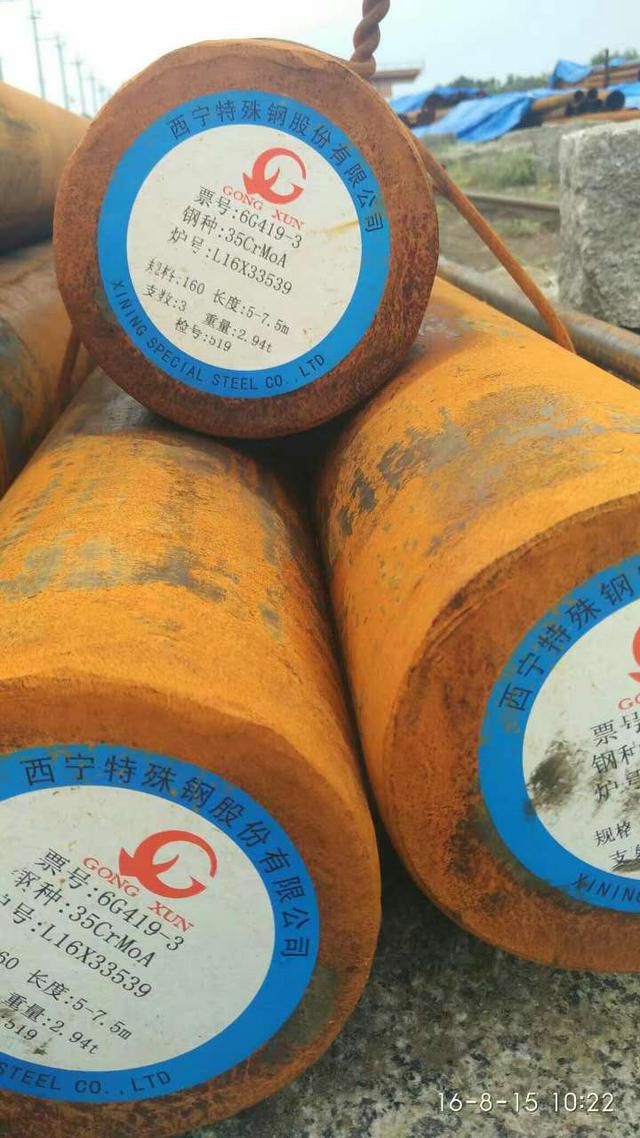 西宁特殊钢股份有限公司
GONG XUN
票号:6G419-3
钢种:35CrMoA
炉号:L16X33539
规格:160 长度:5-7.5m
支数:3 重量:2.94t
检号:519
XINING SPECIAL STEEL CO.,LTD
西宁特殊钢
票号
钢种
炉号
规格
XINING
西宁特殊钢股份有限公司
GONG XUN
票号:6G419-3
钢种:35CrMoA
号:L16X33539
60 长度:5-7.5m
重量:2.94t
519
STEEL CO.,LTD
16-8-15 10:22